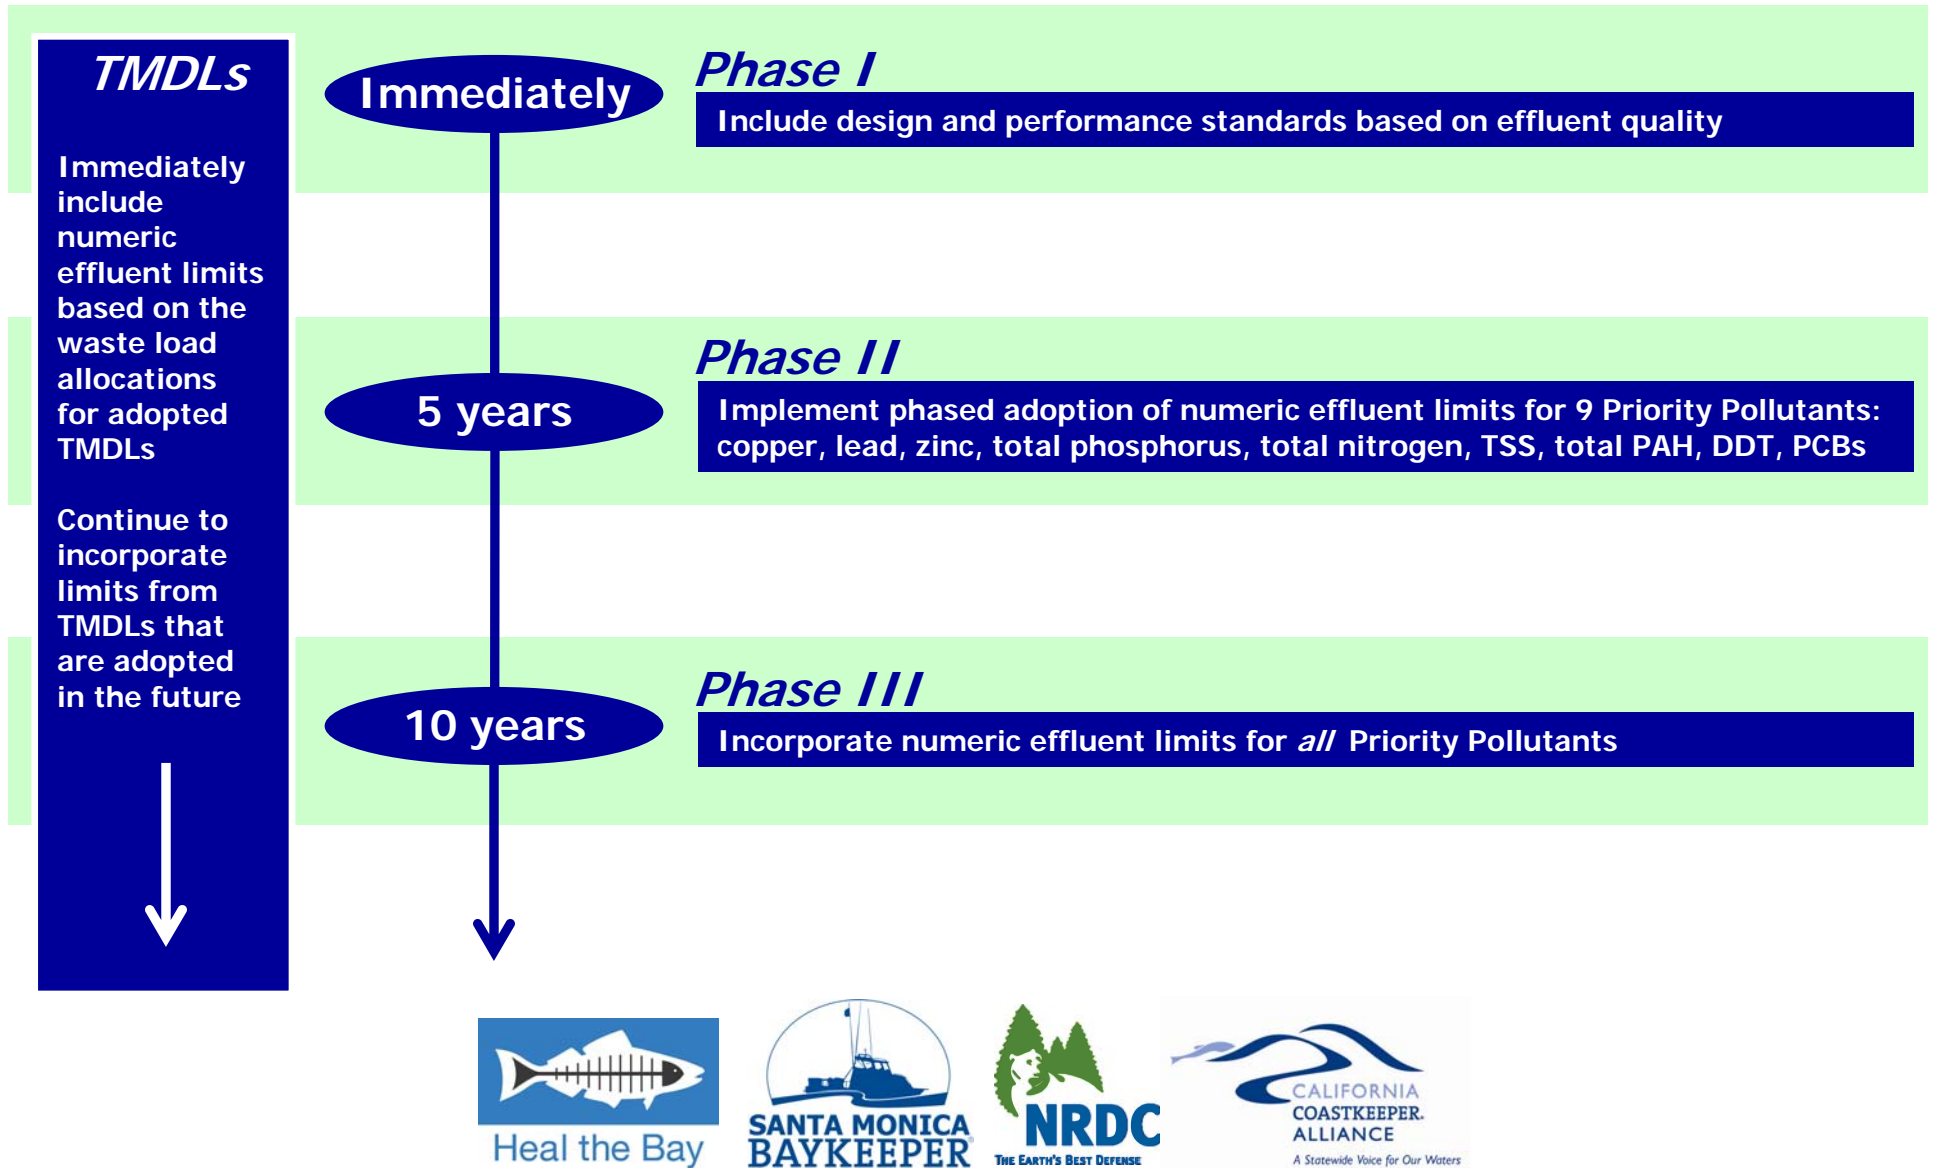 TMDLs
Immediately
include
numeric
effluent limits
based on the
waste load
allocations
for adopted
TMDLs
Continue to
incorporate
limits from
TMDLs that
are adopted
in the future
Immediately
Phase I
Include design and performance standards based on effluent quality
5 years
Phase II
Implement phased adoption of numeric effluent limits for 9 Priority Pollutants:
copper, lead, zinc, total phosphorus, total nitrogen, TSS, total PAH, DDT, PCBs
10 years
Phase III
Incorporate numeric effluent limits for all Priority Pollutants
Heal the Bay
SANTA MONICA
BAYKEEPER®
NRDC
THE EARTH'S BEST DEFENSE
CALIFORNIA
COASTKEEPER®
ALLIANCE
A Statewide Voice for Our Waters